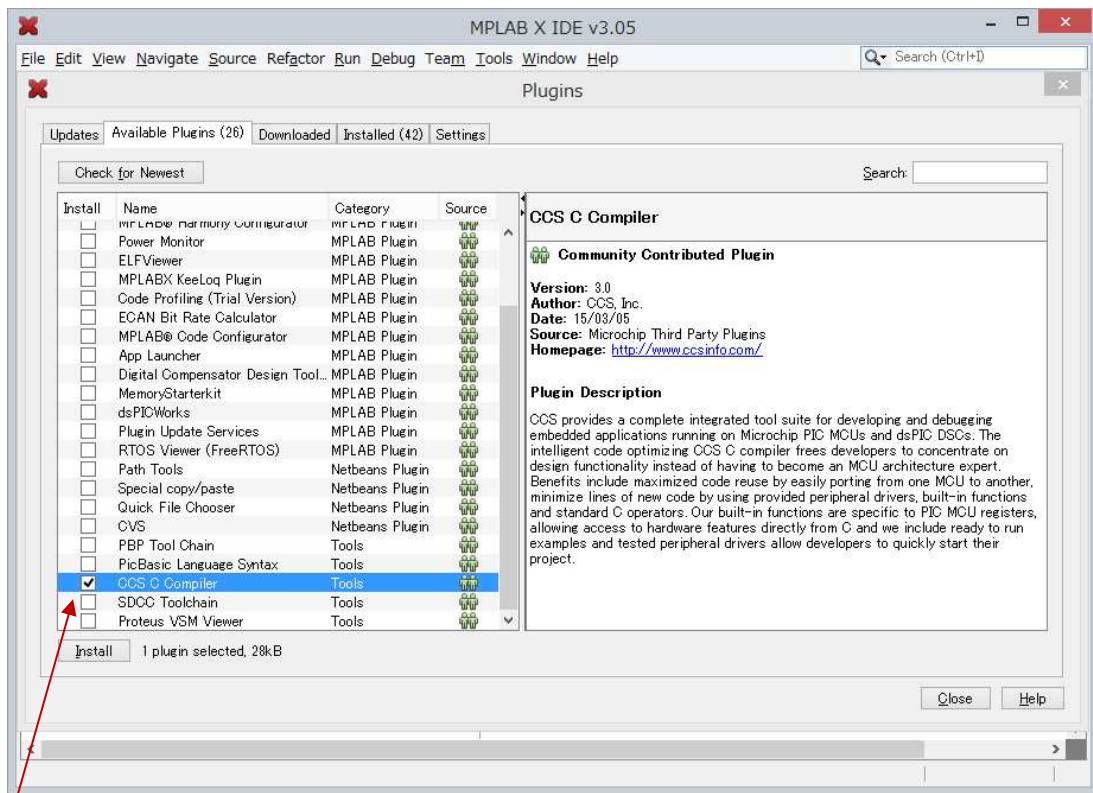 MPLAB X IDE v3.05
File Edit View Navigate Source Refactor Run Debug Team Tools Window Help
Search (Ctrl+I)
Plugins
Updates Available Plugins (26) Downloaded Installed (42) Settings
Check for Newest
Search:
Install Name Category Source
MPLAB® Harmony Configurator MPLAB Plugin
Power Monitor MPLAB Plugin
ELFViewer MPLAB Plugin
MPLABX KeeLoq Plugin MPLAB Plugin
Code Profiling (Trial Version) MPLAB Plugin
ECAN Bit Rate Calculator MPLAB Plugin
MPLAB® Code Configurator MPLAB Plugin
App Launcher MPLAB Plugin
Digital Compensator Design Tool... MPLAB Plugin
MemoryStarterkit MPLAB Plugin
dsPICWorks MPLAB Plugin
Plugin Update Services MPLAB Plugin
RTOS Viewer (FreeRTOS) MPLAB Plugin
Path Tools Netbeans Plugin
Special copy/paste Netbeans Plugin
Quick File Chooser Netbeans Plugin
CVS Netbeans Plugin
PBP Tool Chain Tools
PicBasic Language Syntax Tools
CCS C Compiler Tools
SDCC Toolchain Tools
Proteus VSM Viewer Tools
CCS C Compiler
Community Contributed Plugin
Version: 3.0
Author: CCS, Inc.
Date: 15/03/05
Source: Microchip Third Party Plugins
Homepage: http://www.ccsinfo.com/
Plugin Description
CCS provides a complete integrated tool suite for developing and debugging
embedded applications running on Microchip PIC MCUs and dsPIC DSCs. The
intelligent code optimizing CCS C compiler frees developers to concentrate on
design functionality instead of having to become an MCU architecture expert.
Benefits include maximized code reuse by easily porting from one MCU to another,
minimize lines of new code by using provided peripheral drivers, built-in functions
and standard C operators. Our built-in functions are specific to PIC MCU registers,
allowing access to hardware features directly from C and we include ready to run
examples and tested peripheral drivers allow developers to quickly start their
project.
Install 1 plugin selected, 28kB
Close Help